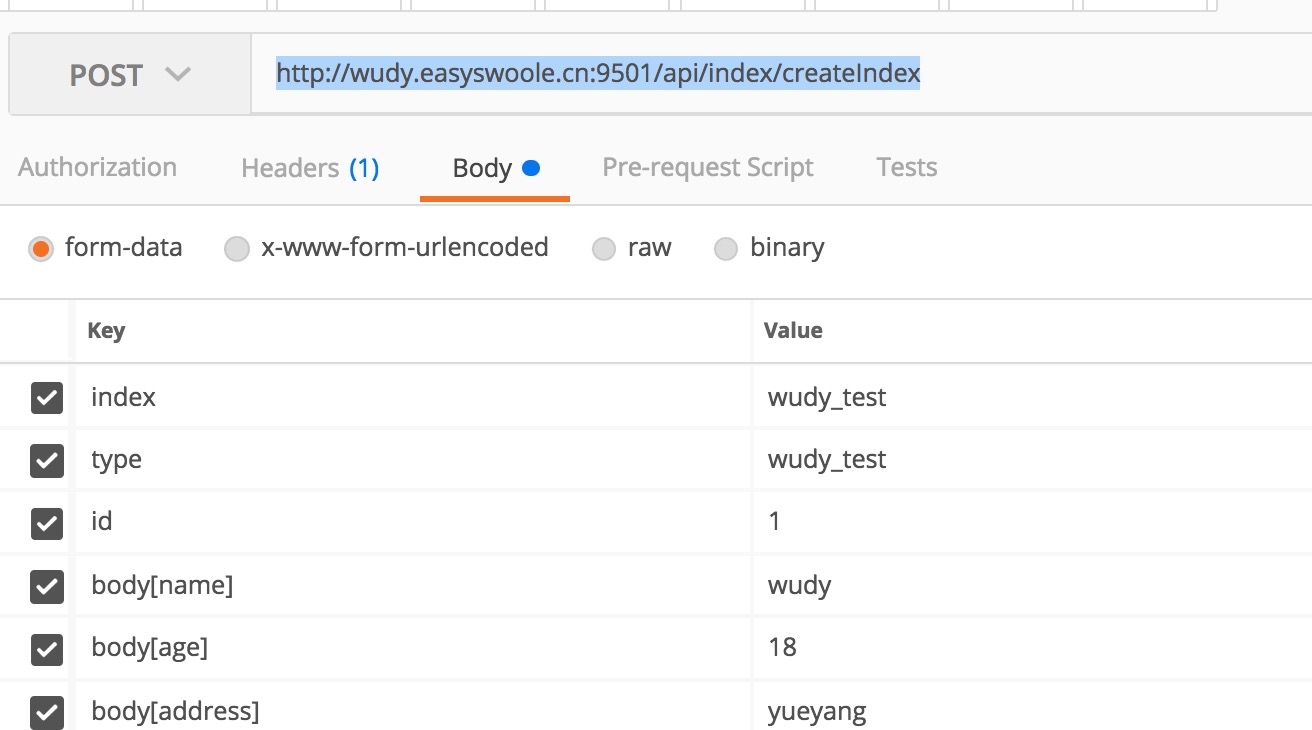 POST http://wudy.easyswoole.cn:9501/api/index/createIndex
Authorization Headers (1) Body Pre-request Script Tests
form-data x-www-form-urlencoded raw binary
Key Value
index wudy_test
type wudy_test
id 1
body[name] wudy
body[age] 18
body[address] yueyang